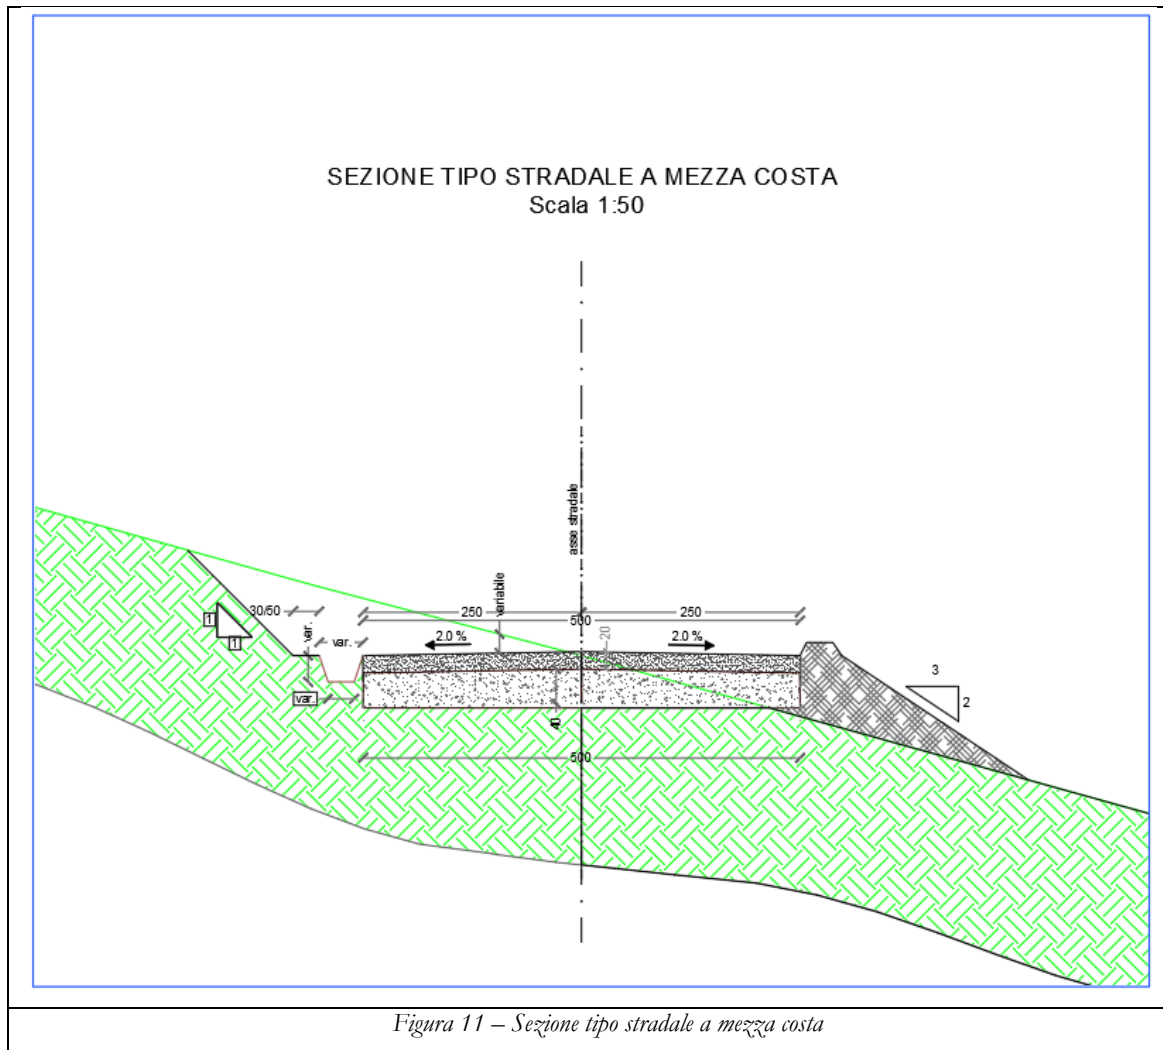 SEZIONE TIPO STRADALE A MEZZA COSTA
Scala 1:50
asse stradale
variabile
30/50
var.
var.
var.
250
250
500
20
2.0 %
2.0 %
1
1
3
2
40
500
Figura 11 – Sezione tipo stradale a mezza costa